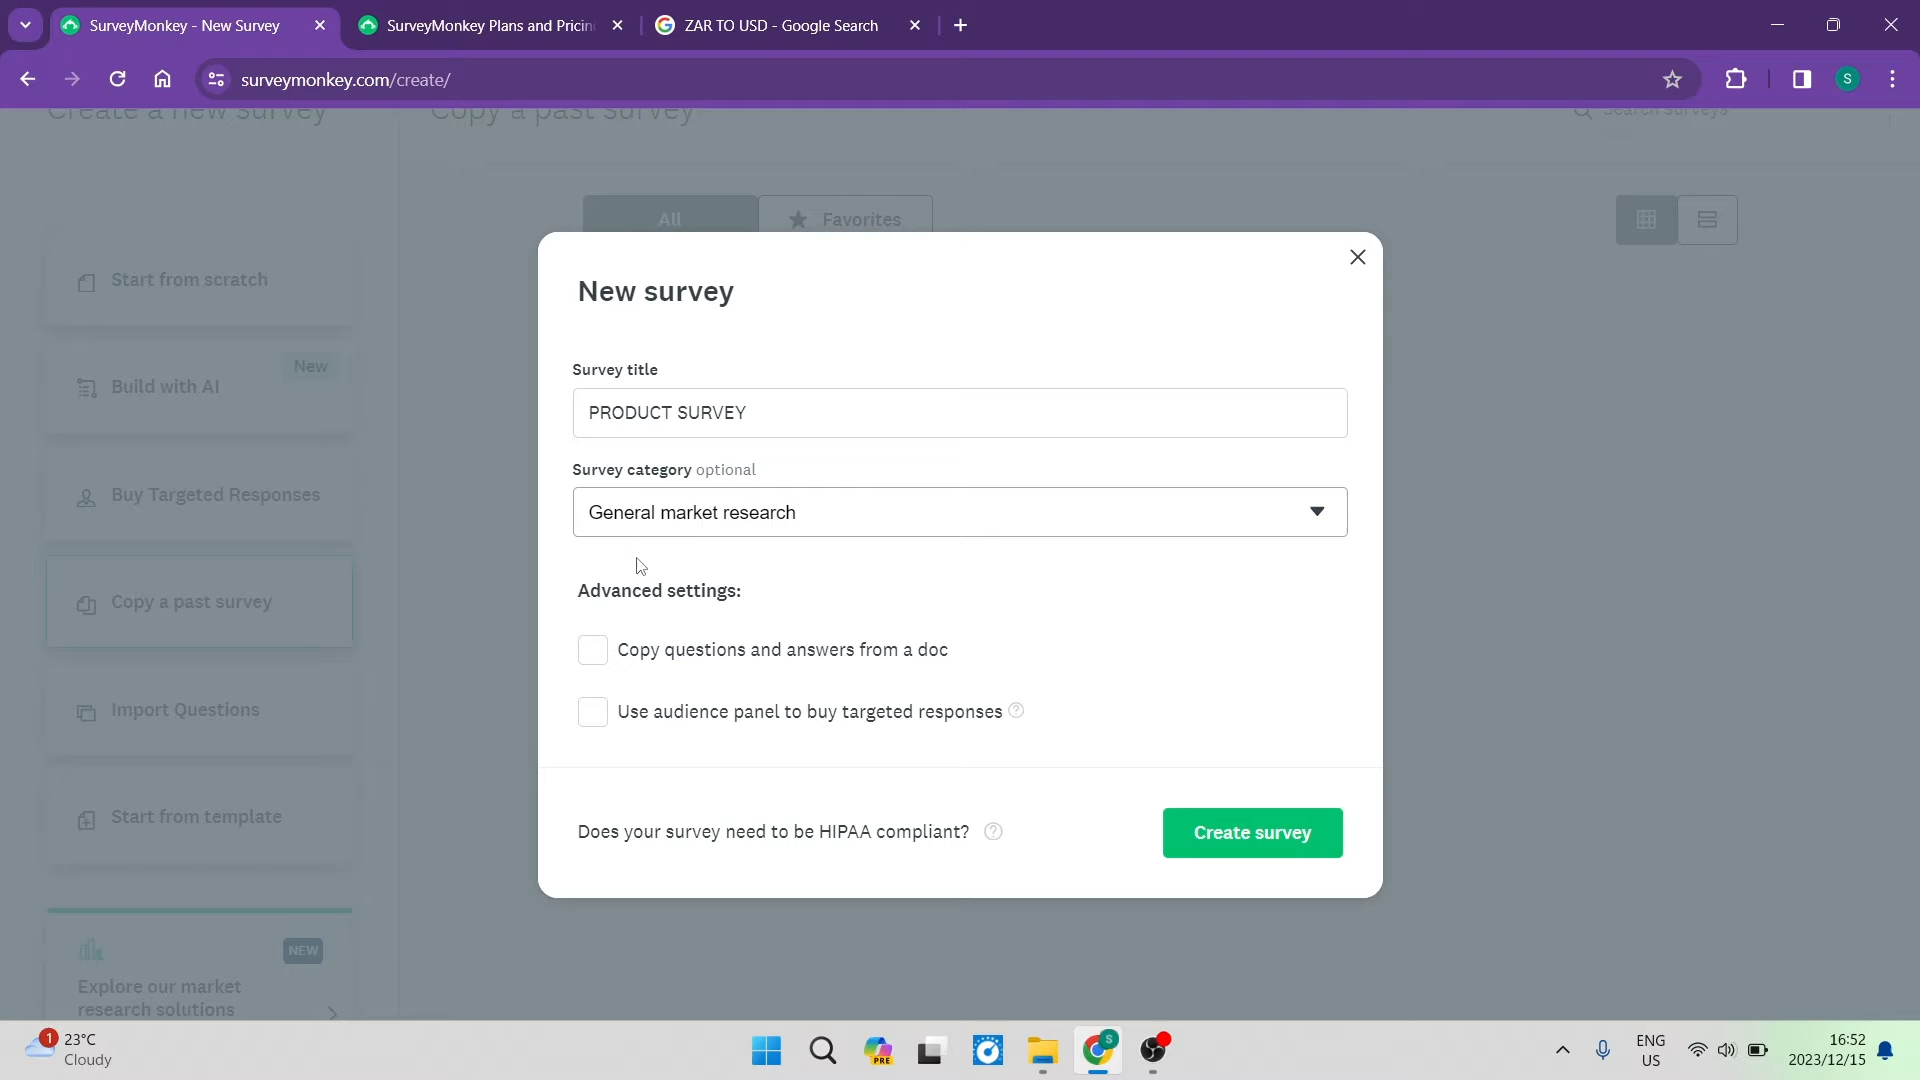 SurveyMonkey - New Survey
SurveyMonkey Plans and Pricin
ZAR TO USD - Google Search
surveymonkey.com/create/
S
Create a new survey
Copy a past survey
Search surveys
All
Favorites
Start from scratch
New
Build with AI
Buy Targeted Responses
Copy a past survey
Import Questions
Start from template
NEW
Explore our market
research solutions
New survey
Survey title
PRODUCT SURVEY
Survey category optional
General market research
Advanced settings:
Copy questions and answers from a doc
Use audience panel to buy targeted responses
Does your survey need to be HIPAA compliant?
Create survey
1
23°C
Cloudy
PRE
S
ENG
US
16:52
2023/12/15